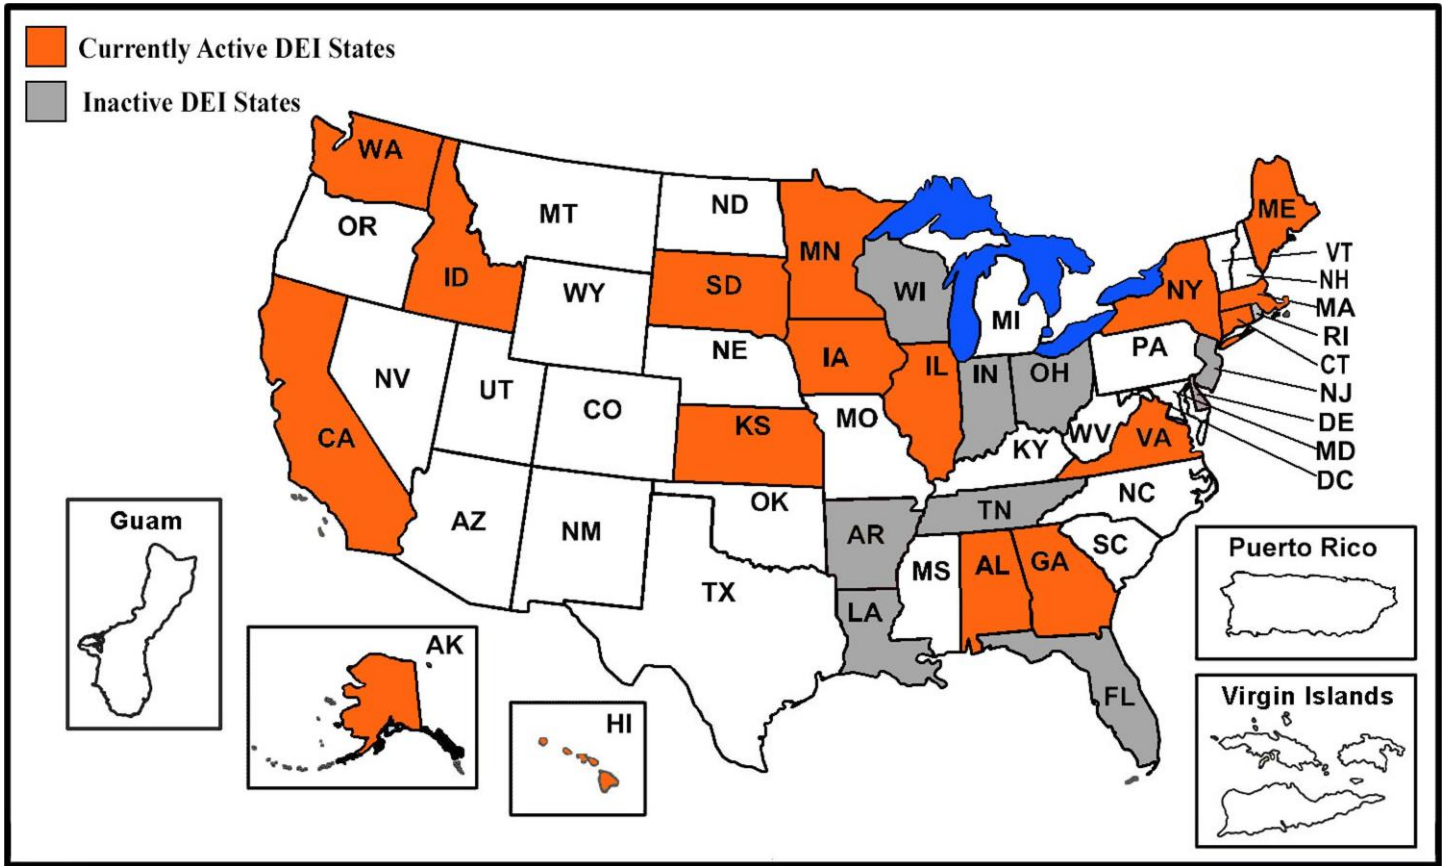 Currently Active DEI States
Inactive DEI States
WA
MT
ND
MN
ME
OR
ID
SD
WI
VT
NH
WY
NY
MA
MI
RI
NE
IA
PA
CT
NV
UT
IL
IN
OH
NJ
CO
DE
CA
KS
MO
WV
VA
MD
KY
DC
OK
NC
AZ
NM
TN
AR
SC
Guam
Puerto Rico
MS
AL
GA
TX
LA
AK
FL
Virgin Islands
HI